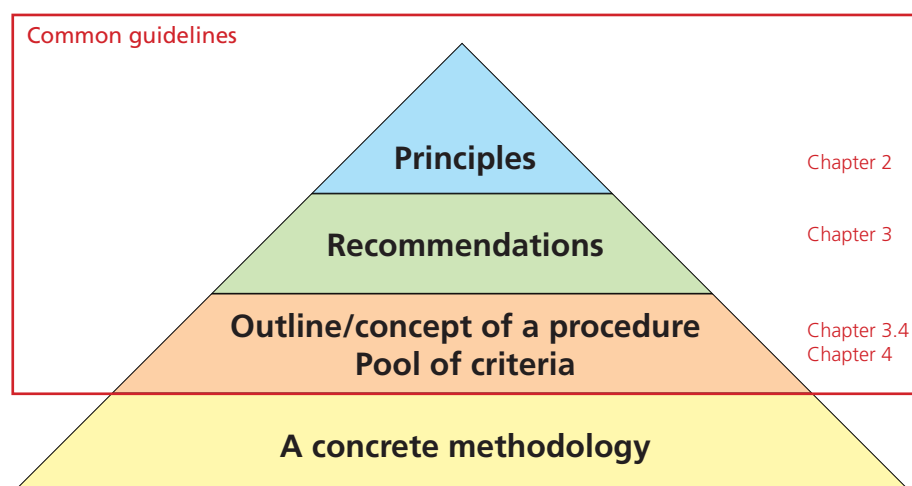 Common guidelines
Principles
Chapter 2
Recommendations
Chapter 3
Outline/concept of a procedure
Pool of criteria
Chapter 3.4
Chapter 4
A concrete methodology